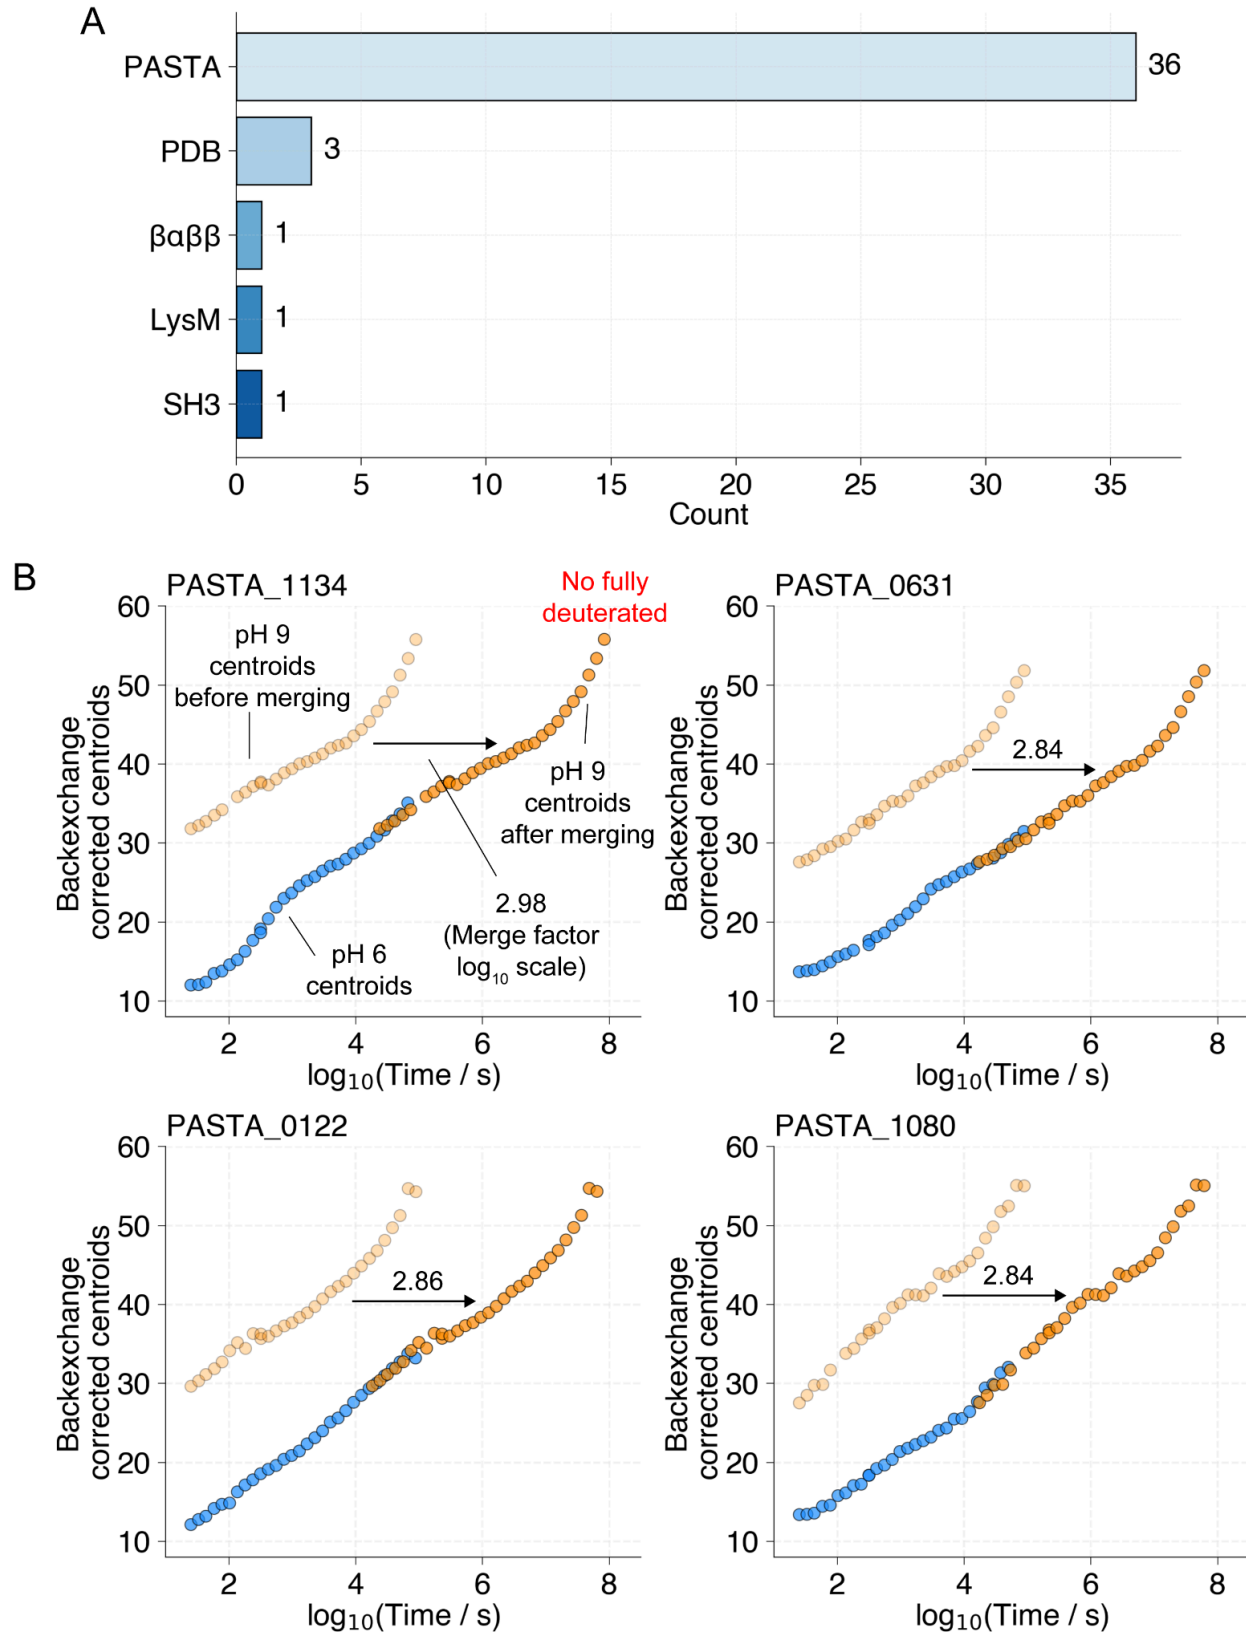 A
PASTA
36
PDB
3
βαββ
1
LysM
1
SH3
1
0 5 10 15 20 25 30 35
Count
B
PASTA_1134
No fully
deuterated
pH 9
centroids
before merging
pH 9
centroids
after merging
2.98
(Merge factor
log₁₀ scale)
pH 6
centroids
60
50
40
30
20
10
Backexchange
corrected centroids
2 4 6 8
log₁₀(Time / s)
PASTA_0631
2.84
60
50
40
30
20
10
Backexchange
corrected centroids
2 4 6 8
log₁₀(Time / s)
PASTA_0122
2.86
60
50
40
30
20
10
Backexchange
corrected centroids
2 4 6 8
log₁₀(Time / s)
PASTA_1080
2.84
60
50
40
30
20
10
Backexchange
corrected centroids
2 4 6 8
log₁₀(Time / s)